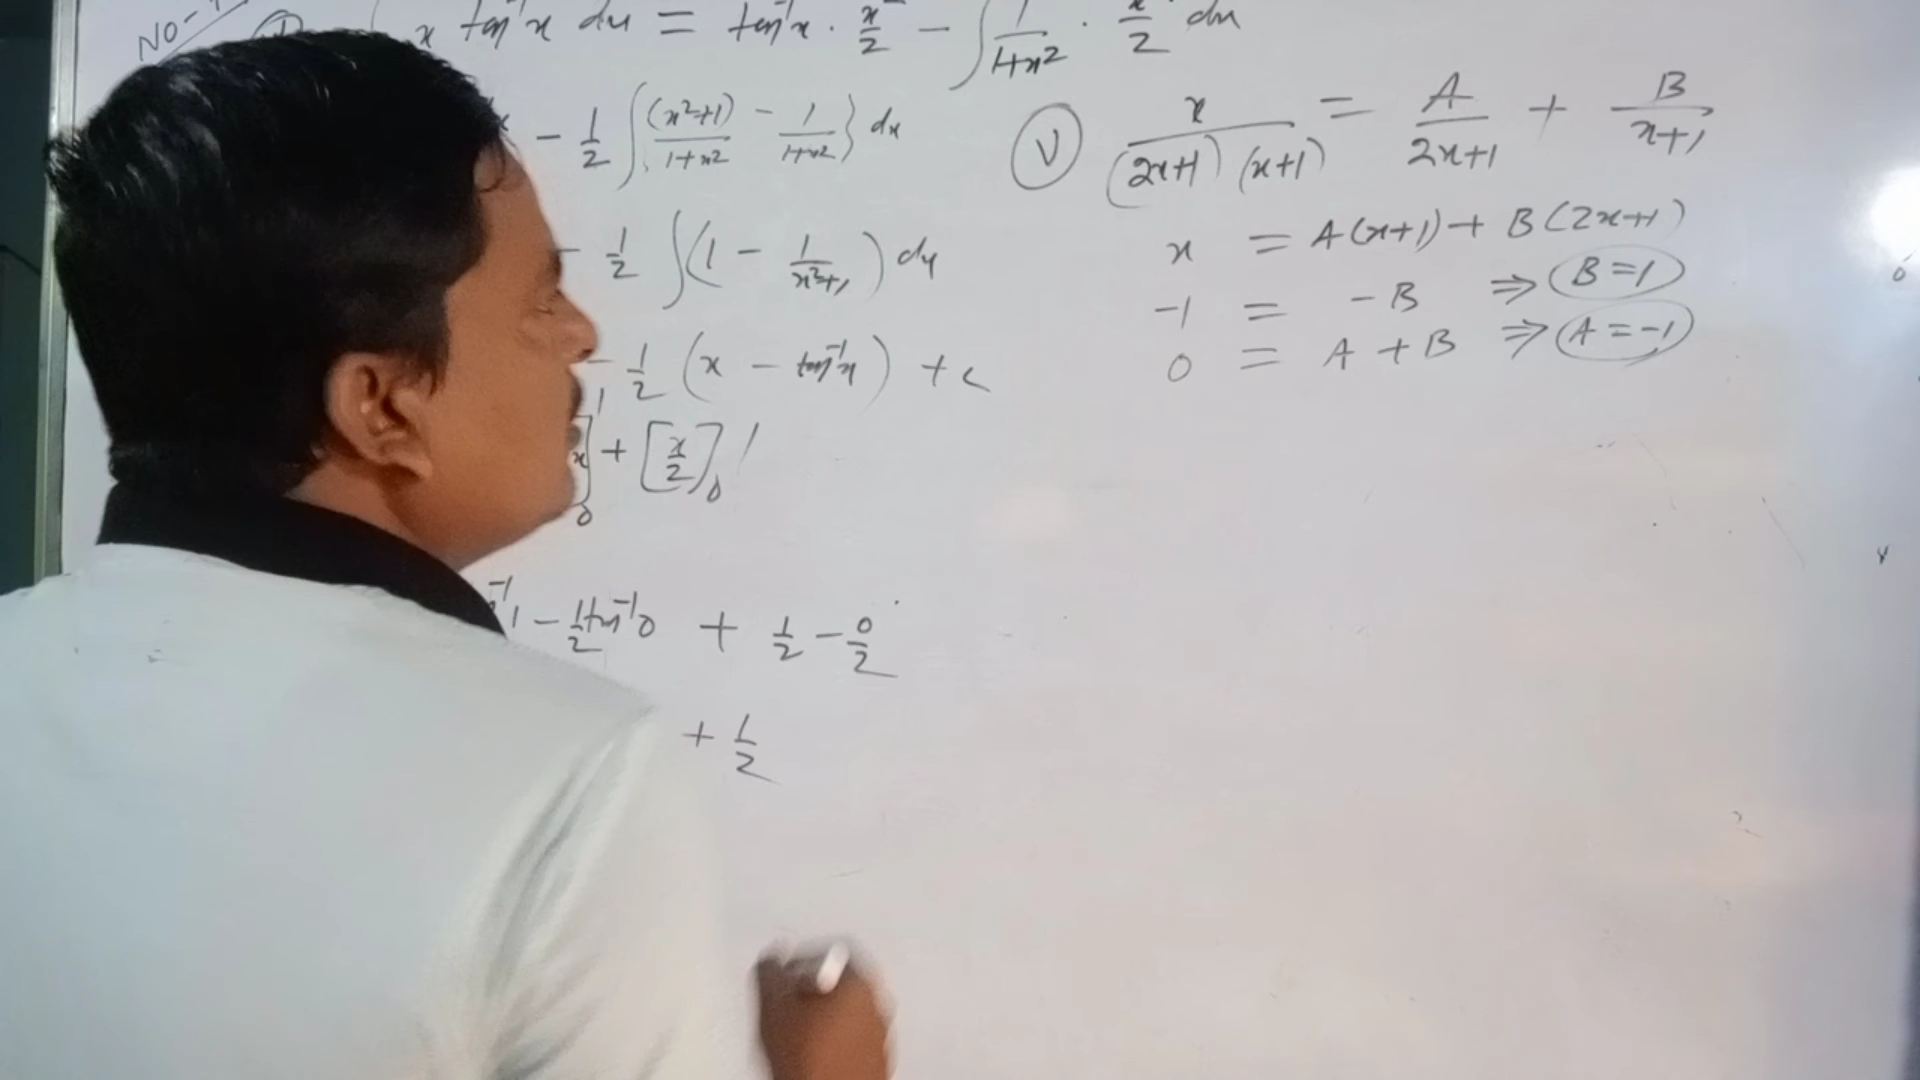 NO-
x tan⁻¹x dx = tan⁻¹x · x²/2 − ∫ 1/1+x² · x²/2 dx
− 1/2 ∫ {(x²+1)/1+x² − 1/1+x²} dx
− 1/2 ∫ (1 − 1/x²+1) dx
− 1/2 (x − tan⁻¹x) + c
x]₀¹ + [x/2]₀¹
⁻¹1 − 1/2 tan⁻¹0 + 1/2 − 0/2
+ 1/2
(V) x/(2x+1)(x+1) = A/2x+1 + B/x+1
x = A(x+1) + B(2x+1)
-1 = -B ⇒ B=1
0 = A + B ⇒ A=-1